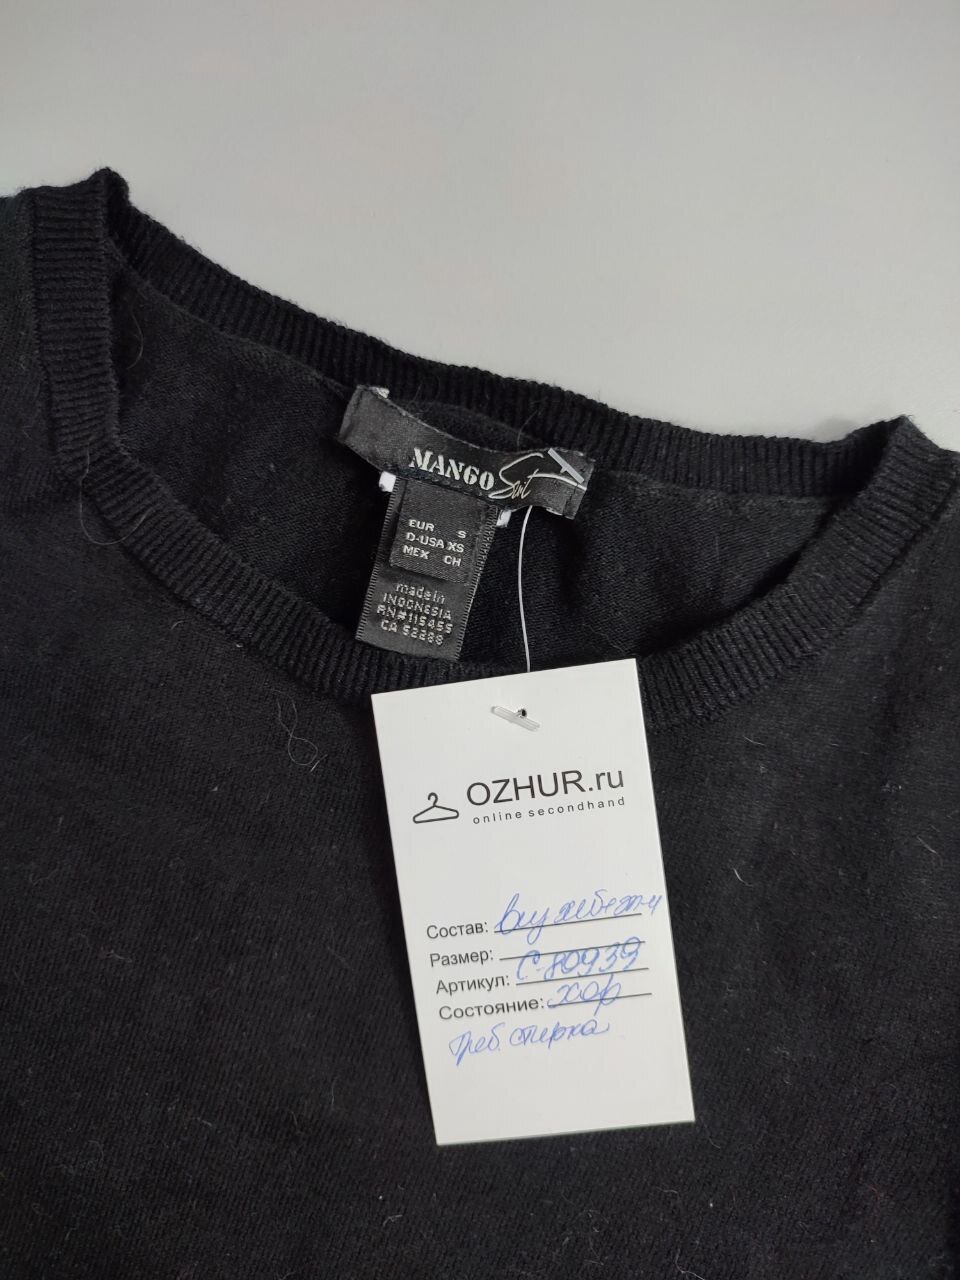 MANGO Suit
EUR S
D-USA XS
MEX CH
made in
INDONESIA
RN#115455
CA 52288
OZHUR.ru
online secondhand
Состав:
Размер:
Артикул: С-80939
Состояние: хор
треб. стирка